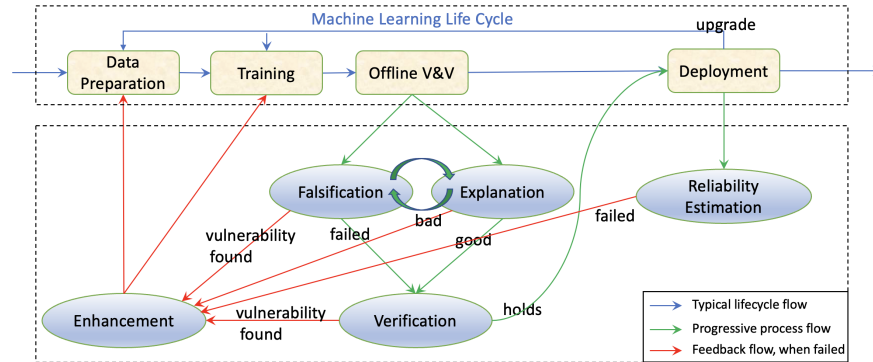 Machine Learning Life Cycle
upgrade
Data
Preparation
Training
Offline V&V
Deployment
Falsification
Explanation
Reliability
Estimation
vulnerability
found
failed
bad
good
failed
Enhancement
vulnerability
found
Verification
holds
Typical lifecycle flow
Progressive process flow
Feedback flow, when failed